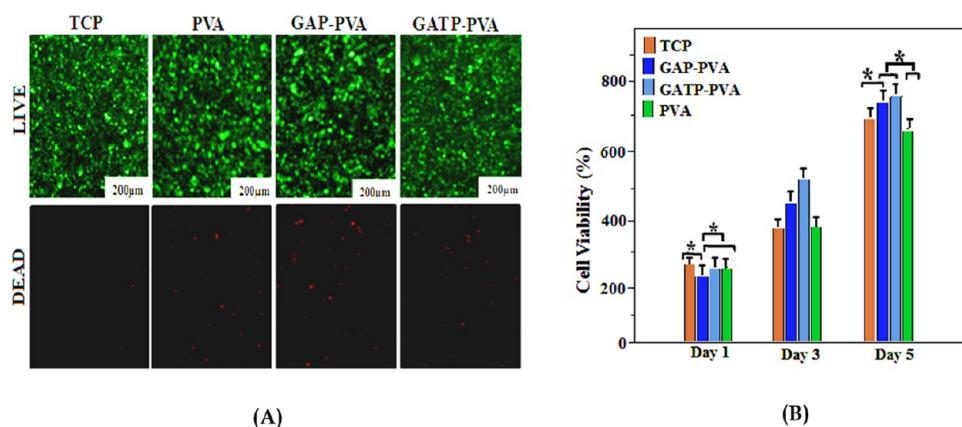 TCP PVA GAP-PVA GATP-PVA
LIVE
200µm 200µm 200µm 200µm
DEAD
(A)
B
TCP
GAP-PVA
GATP-PVA
PVA
Cell Viability (%)
800
600
400
200
0
* * * *
Day 1 Day 3 Day 5
(B)